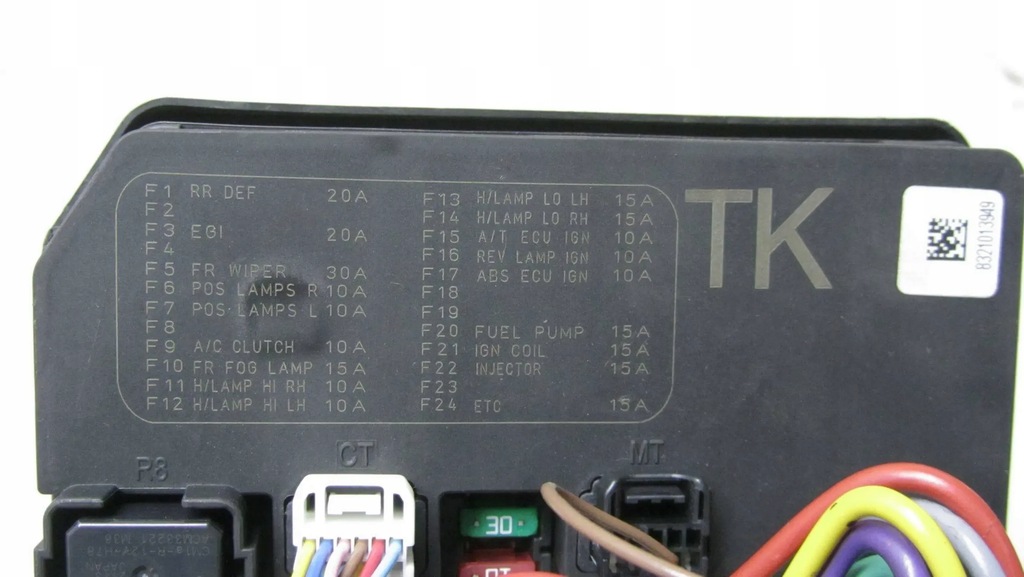 F1 RR DEF 20A
F2
F3 EGI 20A
F4
F5 FR WIPER 30A
F6 POS LAMPS R 10A
F7 POS LAMPS L 10A
F8
F9 A/C CLUTCH 10A
F10 FR FOG LAMP 15A
F11 H/LAMP HI RH 10A
F12 H/LAMP HI LH 10A
F13 H/LAMP LO LH 15A
F14 H/LAMP LO RH 15A
F15 A/T ECU IGN 10A
F16 REV LAMP IGN 10A
F17 ABS ECU IGN 10A
F18
F19
F20 FUEL PUMP 15A
F21 IGN COIL 15A
F22 INJECTOR 15A
F23
F24 ETC 15A
TK
8321013949
R8
CT
MT
30
JAPAN